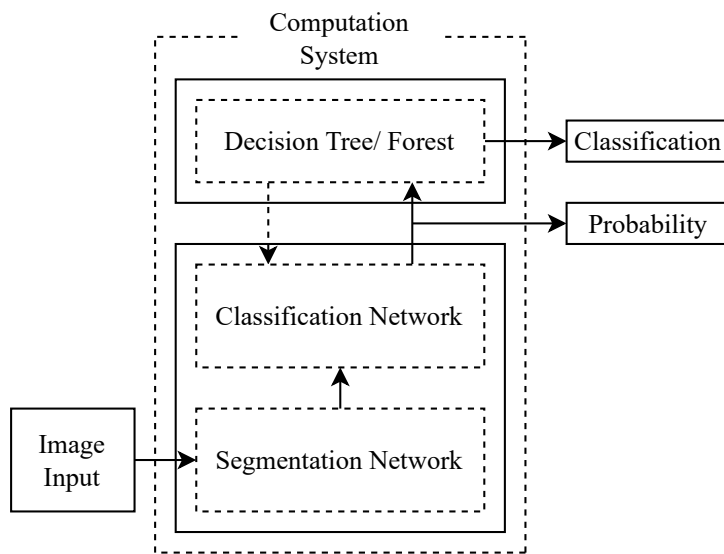 Computation
System
Decision Tree/ Forest
Classification
Probability
Classification Network
Image
Input
Segmentation Network